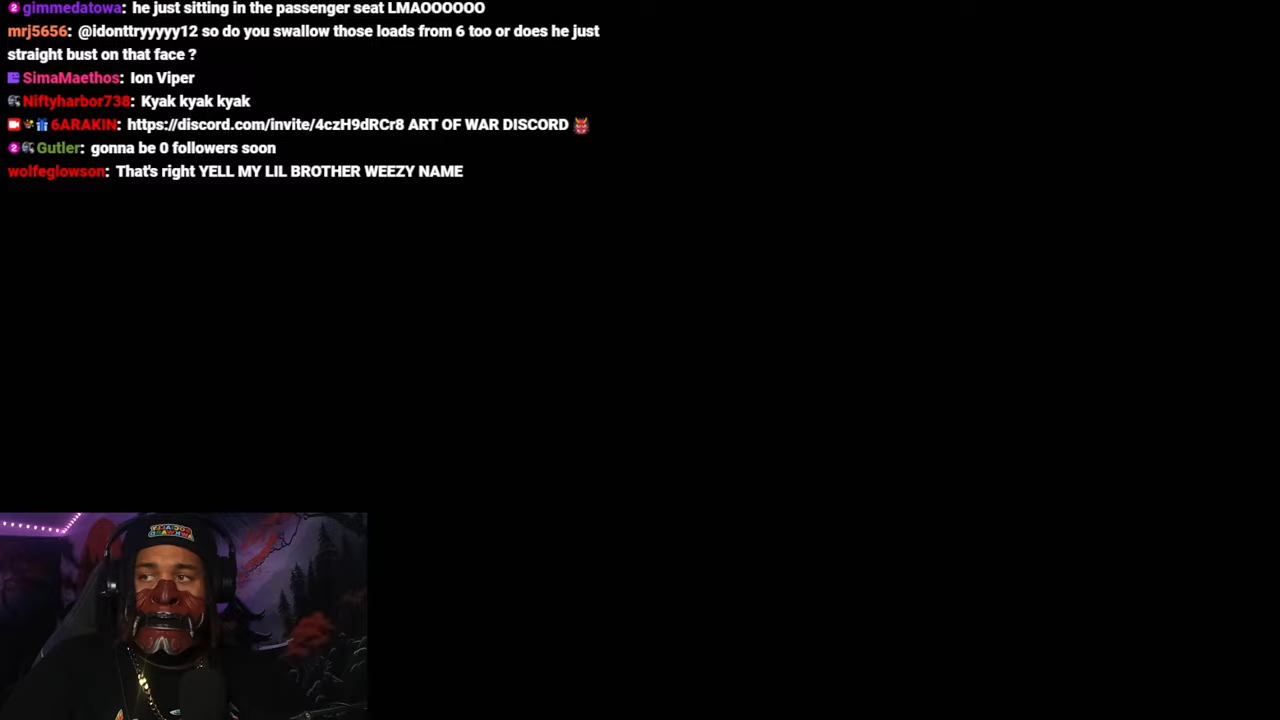 gimmedatowa: he just sitting in the passenger seat LMAOOOOOO
mrj5656: @idonttryyyyy12 so do you swallow those loads from 6 too or does he just
straight bust on that face ?
SimaMaethos: Ion Viper
Niftyharbor738: Kyak kyak kyak
6ARAKIN: https://discord.com/invite/4czH9dRCr8 ART OF WAR DISCORD 👹
Gutler: gonna be 0 followers soon
wolfeglowson: That's right YELL MY LIL BROTHER WEEZY NAME